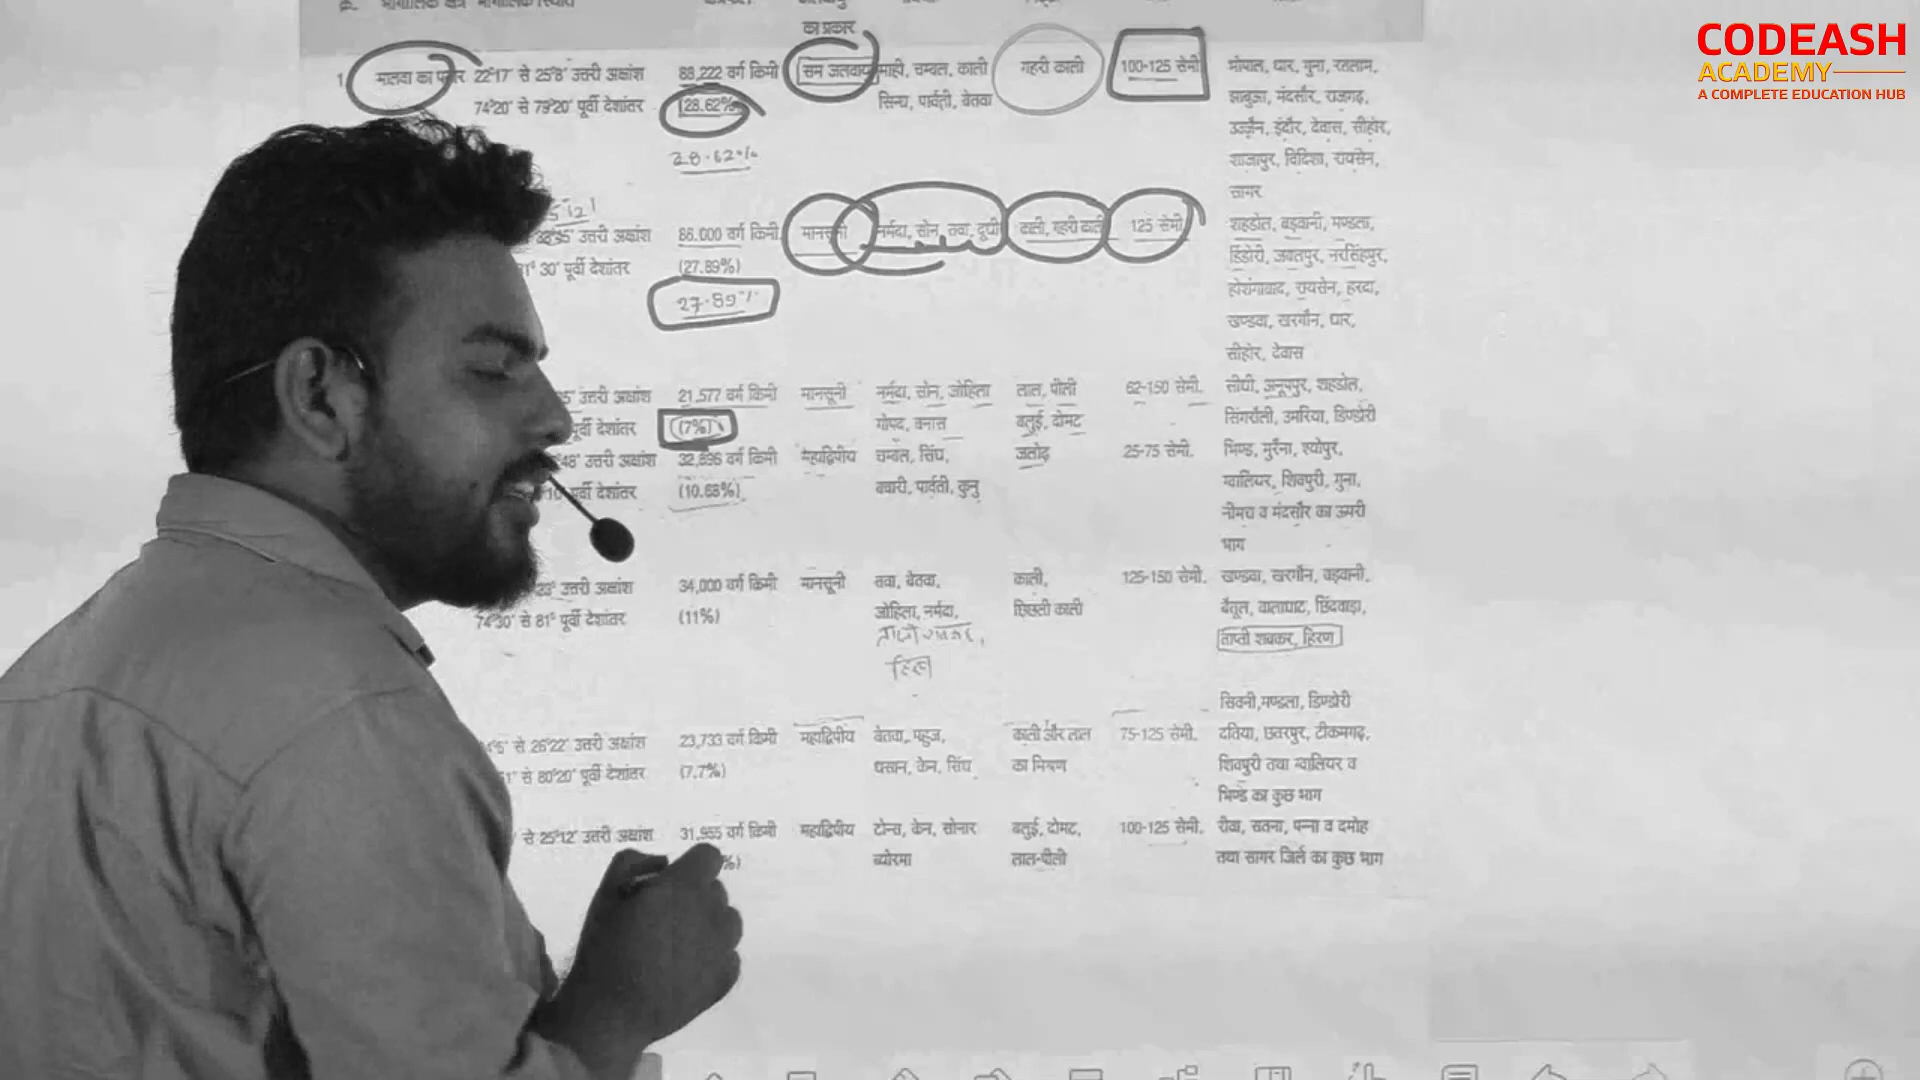 CODEASH
ACADEMY
A COMPLETE EDUCATION HUB
का प्रकार
1 मालवा का पठार 22°17' से 25°8' उत्तरी अक्षांश 88,222 वर्ग किमी सम जलवायु माही, चम्बल, काली गहरी काली 100-125 सेमी भोपाल, धार, गुना, रतलाम,
74°20' से 79°20' पूर्वी देशांतर (28.62%) सिन्ध, पार्वती, बेतवा झाबुआ, मंदसौर, राजगढ़,
उज्जैन, इंदौर, देवास, सीहोर,
28.62%
शाजापुर, विदिशा, रायसेन,
सागर
उत्तरी अक्षांश 86.000 वर्ग किमी मानसूनी नर्मदा, सोन, तवा, दूधी काली, गहरी काली 125 सेमी शहडोल, बड़वानी, मण्डला,
30' पूर्वी देशांतर (27.89%) डिंडोरी, जबलपुर, नरसिंहपुर,
27.89%
होशंगाबाद, रायसेन, हरदा,
खण्डवा, खरगौन, धार,
सीहोर, देवास
उत्तरी अक्षांश 21,577 वर्ग किमी मानसूनी नर्मदा, सोन, जोहिला लाल, पीली 62-150 सेमी. सीधी, अनूपपुर, शहडोल,
पूर्वी देशांतर (7%) गोपद, बनास बलुई, दोमट सिंगरौली, उमरिया, डिण्डोरी
48' उत्तरी अक्षांश 32,896 वर्ग किमी महाद्विपीय चम्बल, सिंध, जलोढ़ 25-75 सेमी. भिण्ड, मुरैना, श्योपुर,
पूर्वी देशांतर (10.68%) क्वारी, पार्वती, कुनु ग्वालियर, शिवपुरी, गुना,
नीमच व मंदसौर का ऊपरी
भाग
उत्तरी अक्षांश 34,000 वर्ग किमी मानसूनी तवा, बेतवा, काली, 125-150 सेमी. खण्डवा, खरगौन, बड़वानी,
74°30' से 81° पूर्वी देशांतर (11%) जोहिला, नर्मदा, छिछली काली बैतूल, बालाघाट, छिंदवाड़ा,
ताप्ती शक्कर, हिरण
सिवनी,मण्डला, डिण्डोरी
से 26°22' उत्तरी अक्षांश 23,733 वर्ग किमी महाद्विपीय बेतवा, पहुज, काली और लाल 75-125 सेमी. दतिया, छतरपुर, टीकमगढ़,
से 80°20' पूर्वी देशांतर (7.7%) धसान, केन, सिंध का मिश्रण शिवपुरी तथा ग्वालियर व
भिण्ड का कुछ भाग
से 25°12' उत्तरी अक्षांश 31,955 वर्ग किमी महाद्विपीय टोन्स, केन, सोनार बलुई, दोमट, 100-125 सेमी. रीवा, सतना, पन्ना व दमोह
%) ब्योरमा लाल-पीली तथा सागर जिले का कुछ भाग